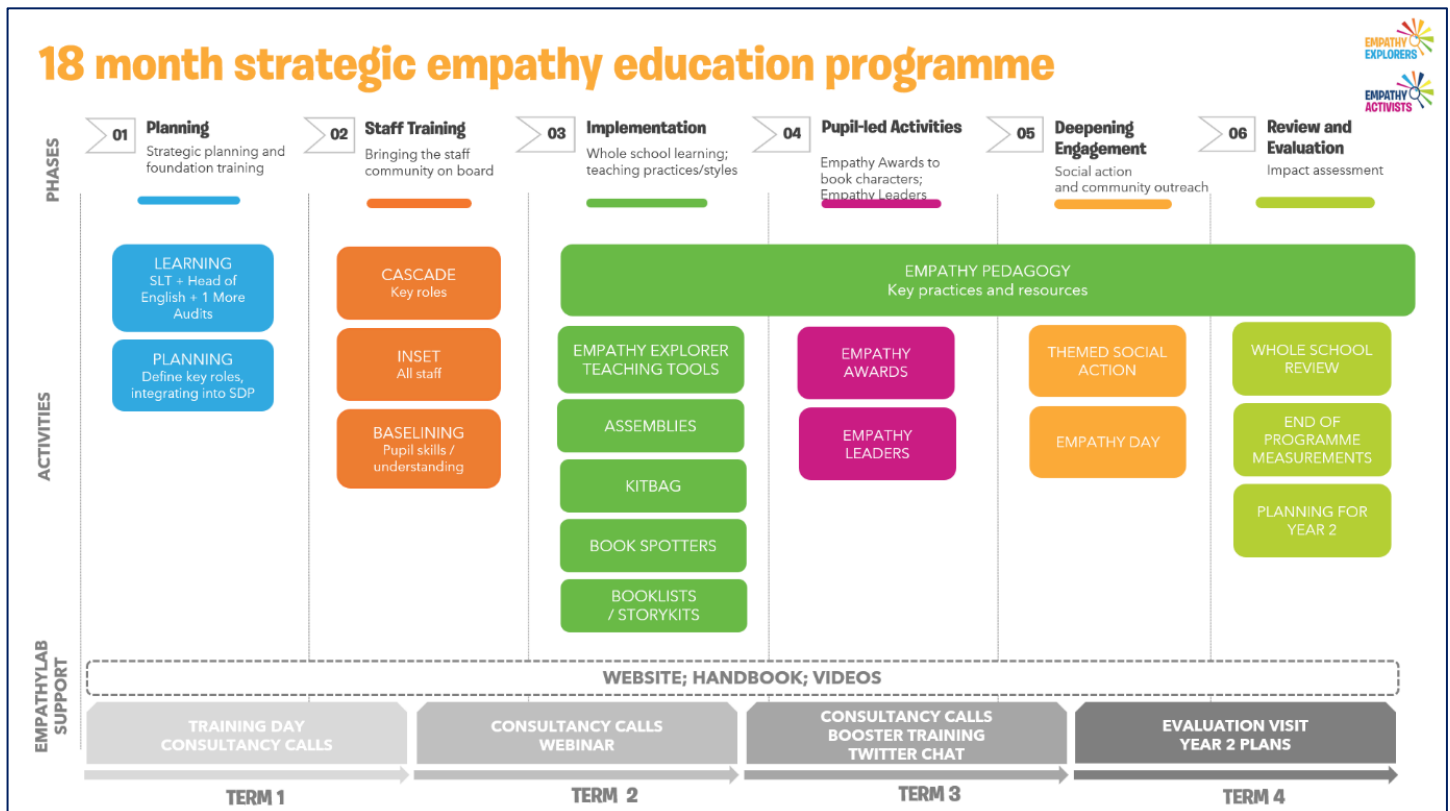 18 month strategic empathy education programme
EMPATHY
EXPLORERS
EMPATHY
ACTIVISTS
PHASES
01
Planning
Strategic planning and
foundation training
02
Staff Training
Bringing the staff
community on board
03
Implementation
Whole school learning;
teaching practices/styles
04
Pupil-led Activities
Empathy Awards to
book characters;
Empathy Leaders
05
Deepening
Engagement
Social action
and community outreach
06
Review and
Evaluation
Impact assessment
ACTIVITIES
LEARNING
SLT + Head of
English + 1 More
Audits
PLANNING
Define key roles,
integrating into SDP
CASCADE
Key roles
INSET
All staff
BASELINING
Pupil skills /
understanding
EMPATHY PEDAGOGY
Key practices and resources
EMPATHY EXPLORER
TEACHING TOOLS
ASSEMBLIES
KITBAG
BOOK SPOTTERS
BOOKLISTS
/ STORYKITS
EMPATHY
AWARDS
EMPATHY
LEADERS
THEMED SOCIAL
ACTION
EMPATHY DAY
WHOLE SCHOOL
REVIEW
END OF
PROGRAMME
MEASUREMENTS
PLANNING FOR
YEAR 2
EMPATHYLAB
SUPPORT
WEBSITE; HANDBOOK; VIDEOS
TRAINING DAY
CONSULTANCY CALLS
CONSULTANCY CALLS
WEBINAR
CONSULTANCY CALLS
BOOSTER TRAINING
TWITTER CHAT
EVALUATION VISIT
YEAR 2 PLANS
TERM 1
TERM 2
TERM 3
TERM 4